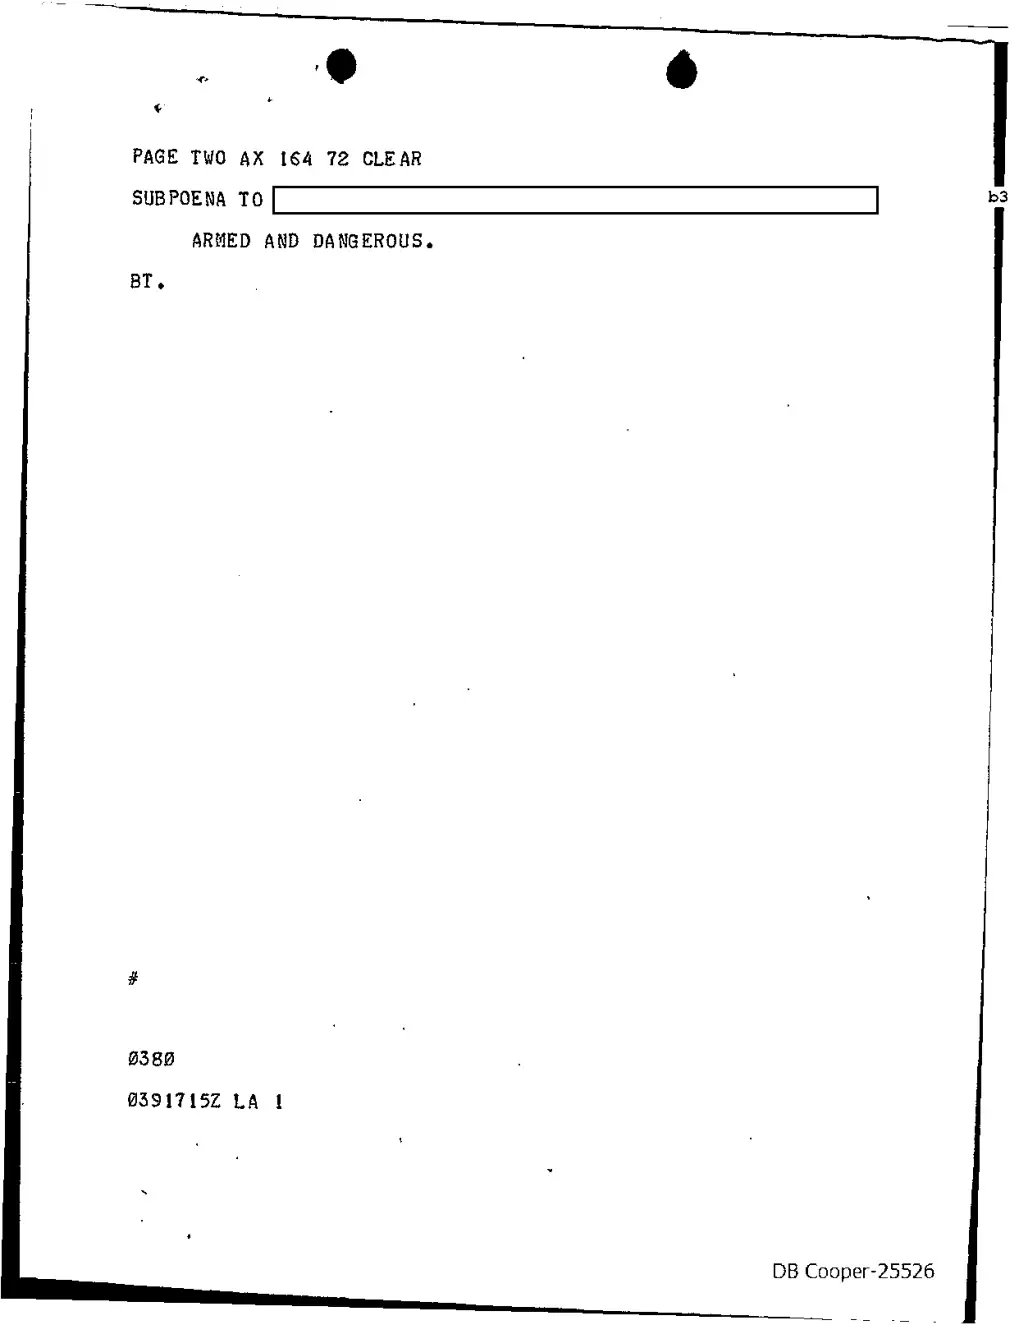 PAGE TWO AX 164 72 CLEAR
SUBPOENA TO
b3
ARMED AND DANGEROUS.
BT.
#
0380
0391715Z LA 1
DB Cooper-25526